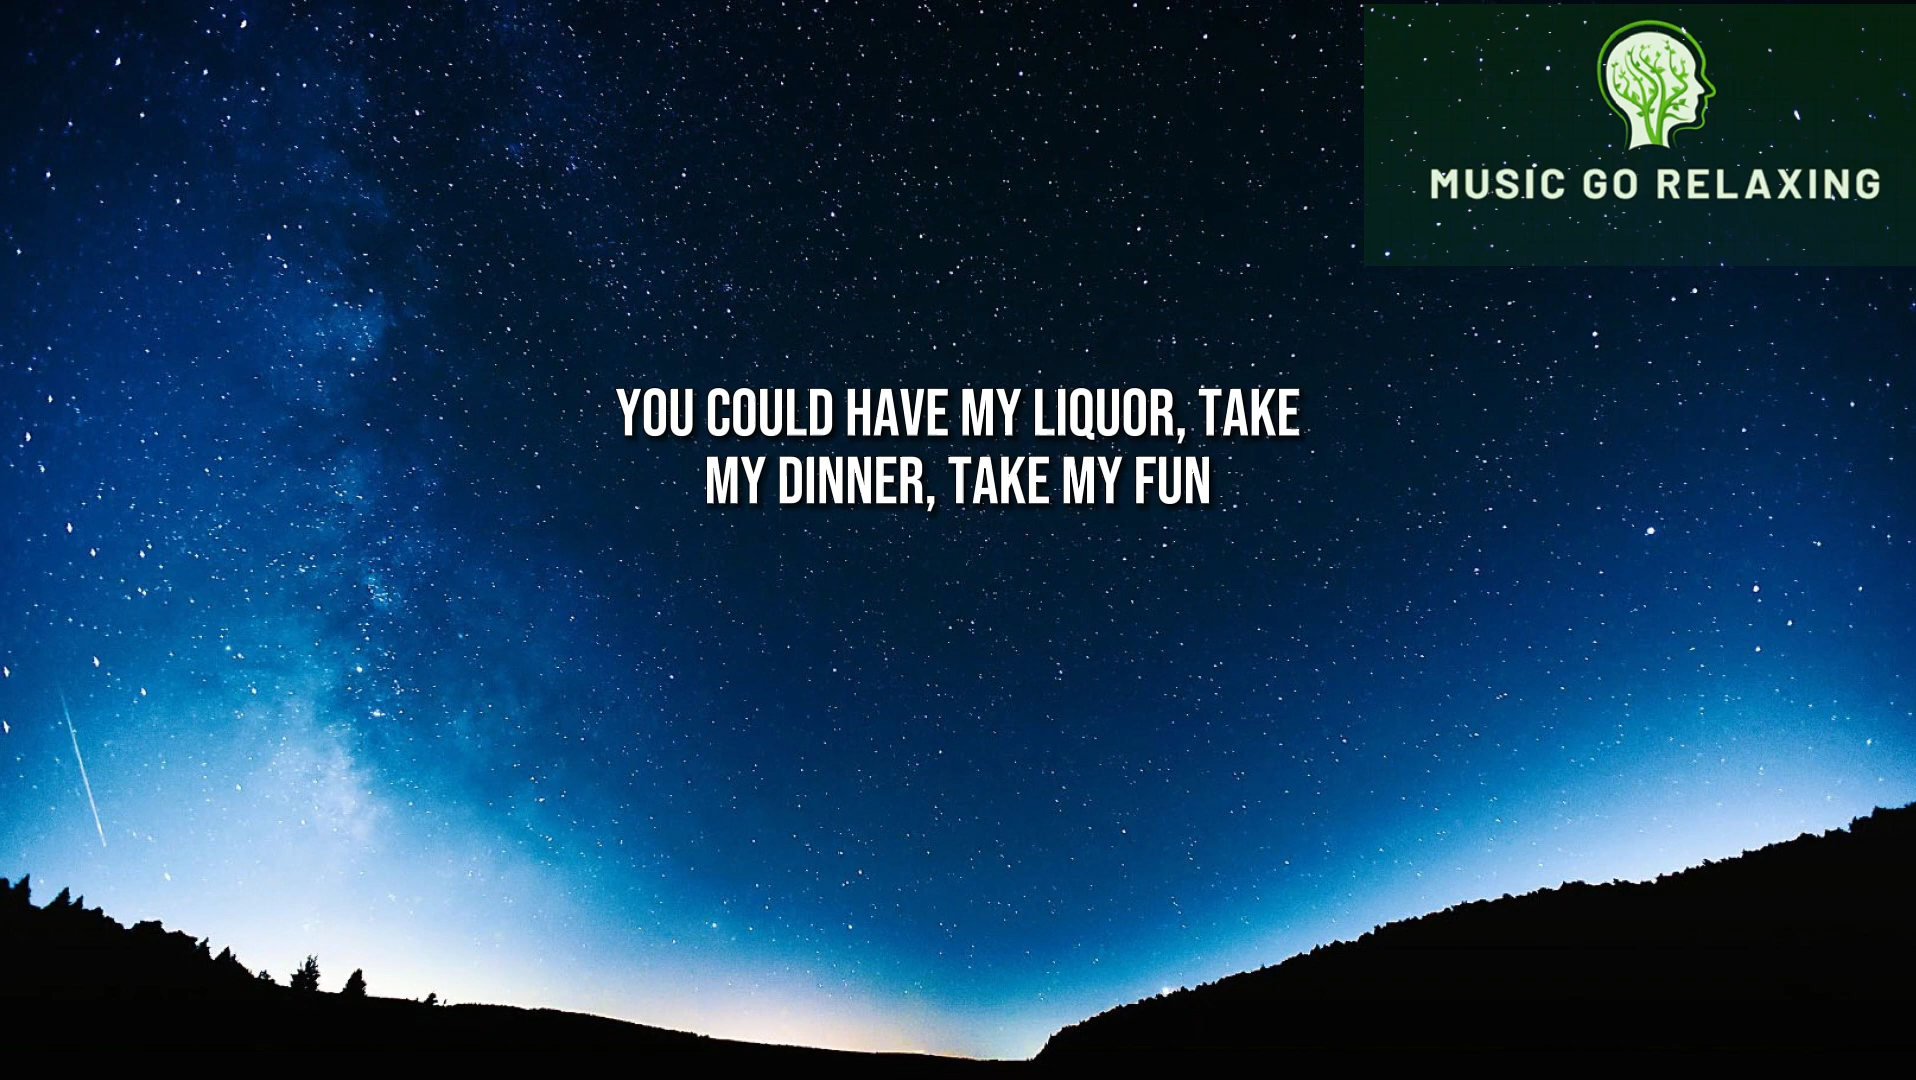 MUSIC GO RELAXING
YOU COULD HAVE MY LIQUOR, TAKE
MY DINNER, TAKE MY FUN